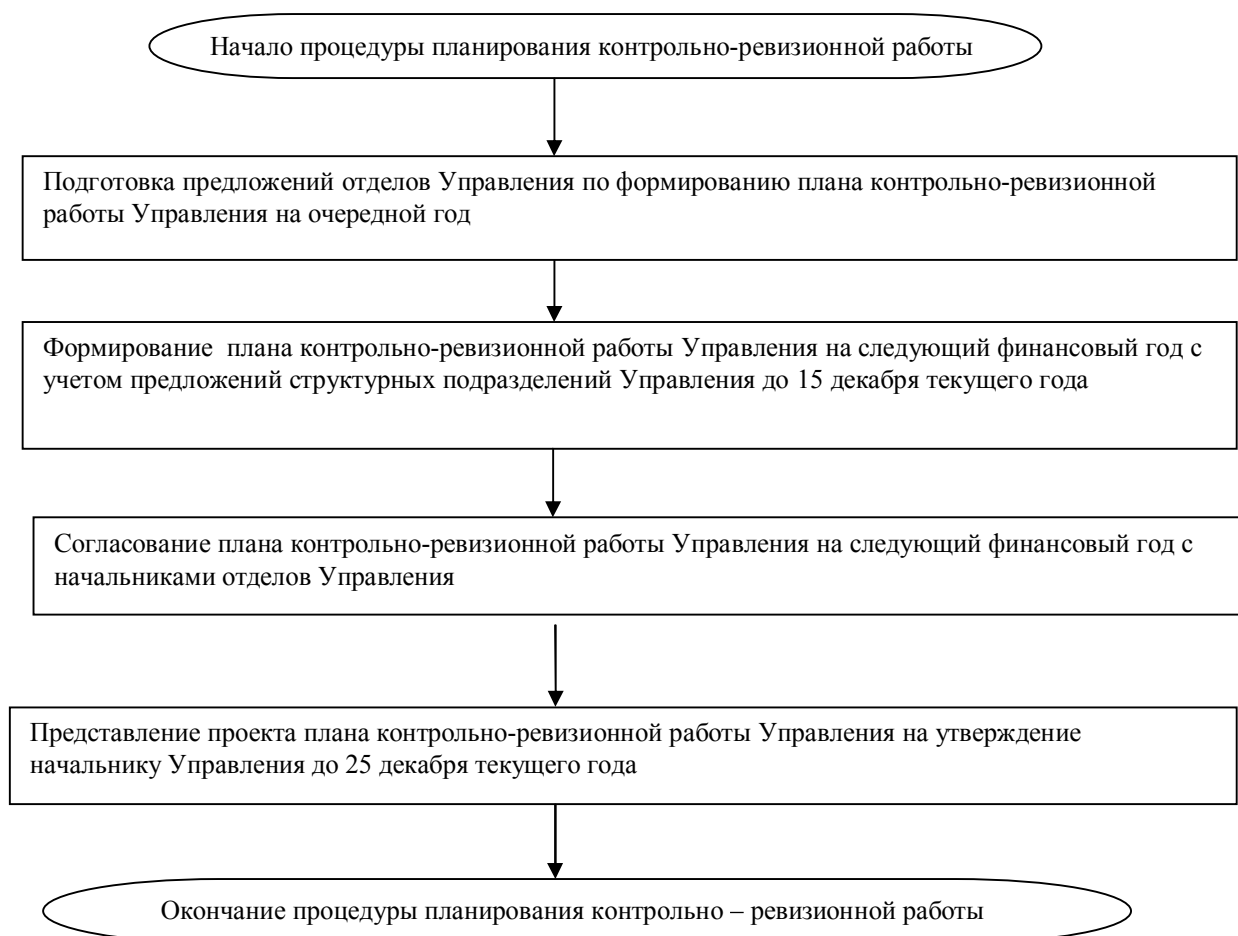 Начало процедуры планирования контрольно-ревизионной работы
Подготовка предложений отделов Управления по формированию плана контрольно-ревизионной
работы Управления на очередной год
Формирование плана контрольно-ревизионной работы Управления на следующий финансовый год с
учетом предложений структурных подразделений Управления до 15 декабря текущего года
Согласование плана контрольно-ревизионной работы Управления на следующий финансовый год с
начальниками отделов Управления
Представление проекта плана контрольно-ревизионной работы Управления на утверждение
начальнику Управления до 25 декабря текущего года
Окончание процедуры планирования контрольно – ревизионной работы